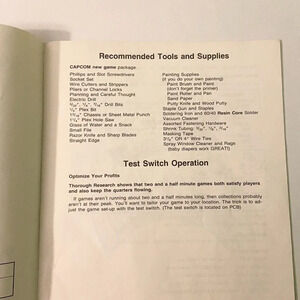 Recommended Tools and Supplies
CAPCOM new game package
Phillips and Slot Screwdrivers
Socket Set
Wire Cutters and Strippers
Pliers or Channel Locks
Planning and Careful Thought
Electric Drill
Drill Bits
Flex Bit
Chassis or Sheet Metal Punch
Flex Hole Saw
Glass of Water and a Snack
Small File
Razor Knife and Sharp Blades
Straight Edge
Painting Supplies
(if you do your own painting)
Paint Brush and Paint
(don't forget the primer)
Paint Roller and Pan
Sand Paper
Putty Knife and Wood Putty
Staple Gun and Staples
Soldering Iron and 60/40 Resin Core Solder
Vacuum Cleaner
Assorted Fastening Hardware
Shrink Tubing:
Masking Tape
OR 4" Wire Ties
Spray Window Cleaner and Rags
(baby diapers work GREAT!)
Test Switch Operation
Optimize Your Profits
Thorough Research shows that two and a half minute games both satisfy players
and also keep the quarters flowing.
If games aren't running about two and a half minutes long, then collections probably
aren't at their peak. You'll want to tailor your game to your location. The trick is to ad-
just the game set-up with the test switch. (The test switch is located on PCB)